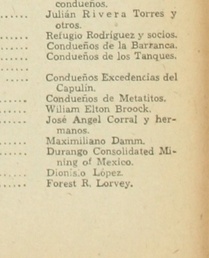 condueños.
Julián Rivera Torres y
otros.
Refugio Rodríguez y socios.
Condueños de la Barranca.
Condueños de los Tanques.
Condueños Excedencias del
Capulín.
Condueños de Metatitos.
William Elton Broock.
José Angel Corral y her-
manos.
Maximiliano Damm.
Durango Consolidated Mi-
ning of Mexico.
Dionis.o López.
Forest R. Lorvey.